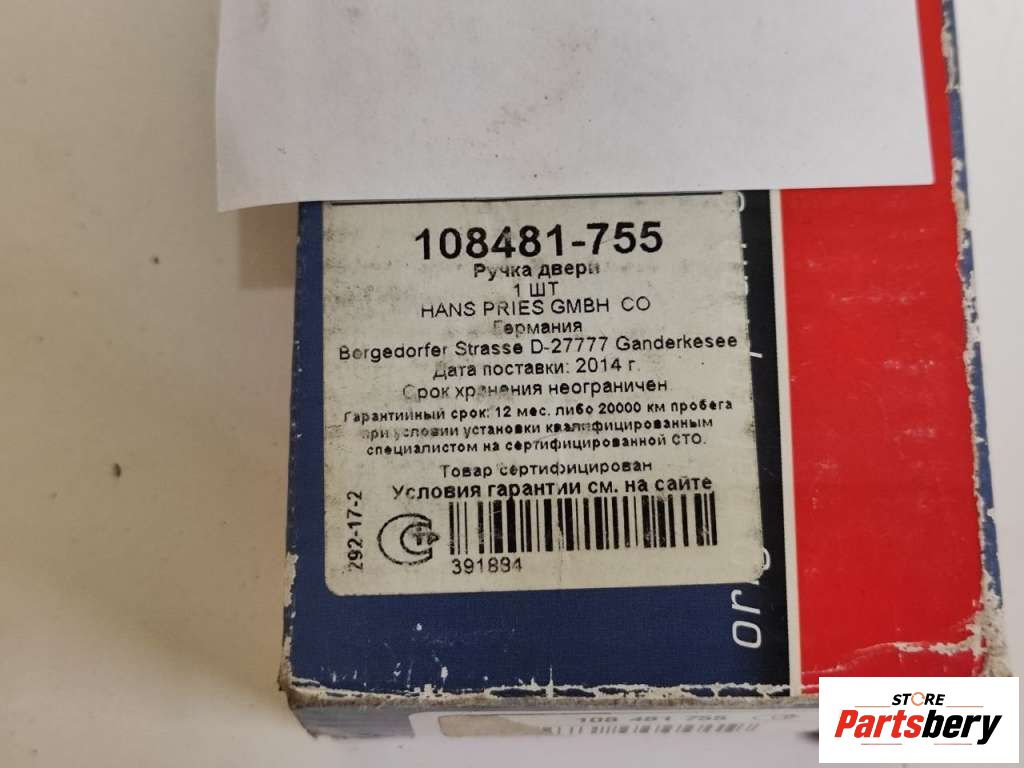 108481-755
Ручка двери
1 ШТ
HANS PRIES GMBH CO
Германия
Borgedorfer Strasse D-27777 Ganderkesee
Дата поставки: 2014 г.
Срок хранения неограничен
Гарантийный срок: 12 мес. либо 20000 км пробега
при условии установки квалифицированным
специалистом на сертифицированной СТО.
Товар сертифицирован
Условия гарантии см. на сайте
292-17-2
391894
108 481 755
STORE
Partsbery